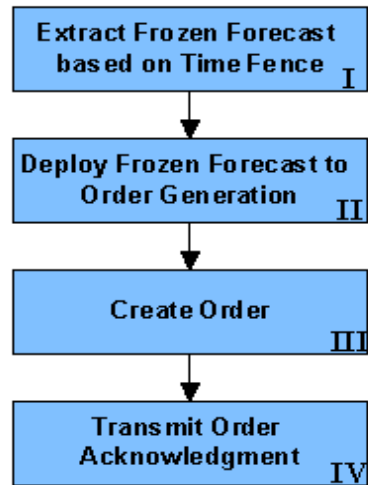 Extract Frozen Forecast
based on Time Fence
I
Deploy Frozen Forecast to
Order Generation
II
Create Order
III
Transmit Order
Acknowledgment
IV